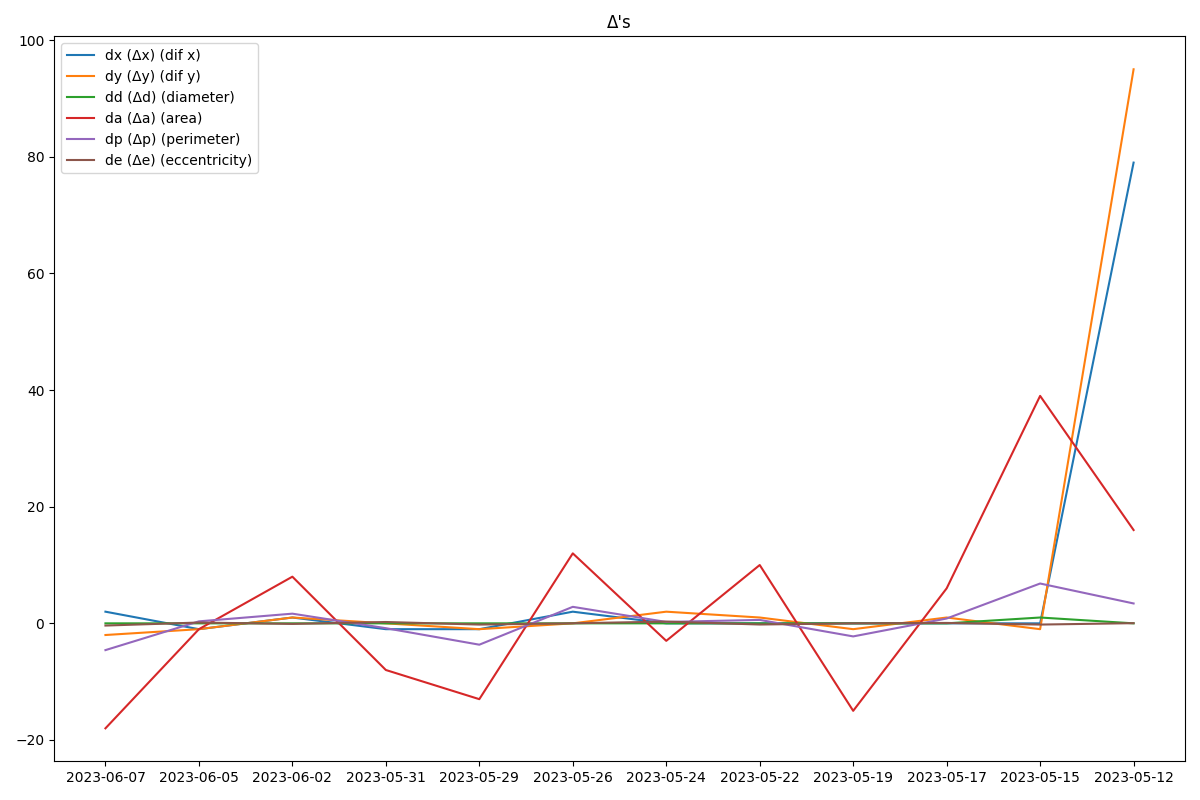 Δ's
dx (Δx) (dif x)
dy (Δy) (dif y)
dd (Δd) (diameter)
da (Δa) (area)
dp (Δp) (perimeter)
de (Δe) (eccentricity)
100
80
60
40
20
0
−20
2023-06-07 2023-06-05 2023-06-02 2023-05-31 2023-05-29 2023-05-26 2023-05-24 2023-05-22 2023-05-19 2023-05-17 2023-05-15 2023-05-12